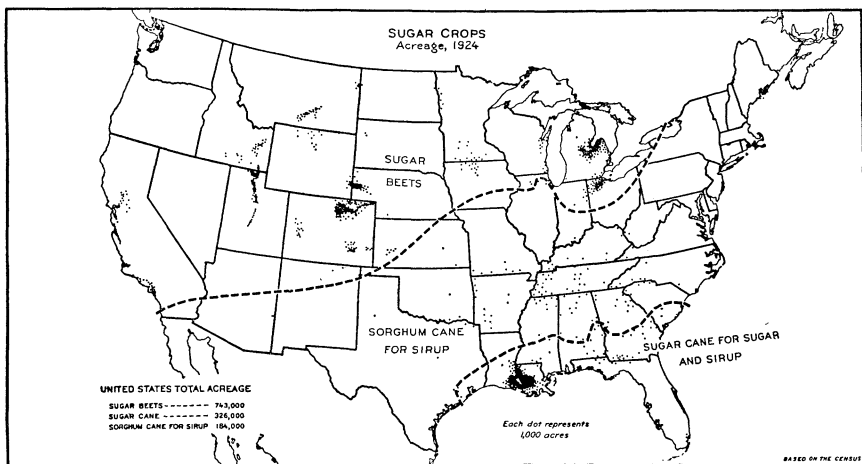 SUGAR CROPS
Acreage, 1924
SUGAR
BEETS
SORGHUM CANE
FOR SIRUP
SUGAR CANE FOR SUGAR
AND SIRUP
UNITED STATES TOTAL ACREAGE
SUGAR BEETS -------- 743,000
SUGAR CANE -------- 326,000
SORGHUM CANE FOR SIRUP 184,000
Each dot represents
1,000 acres
BASED ON THE CENSUS